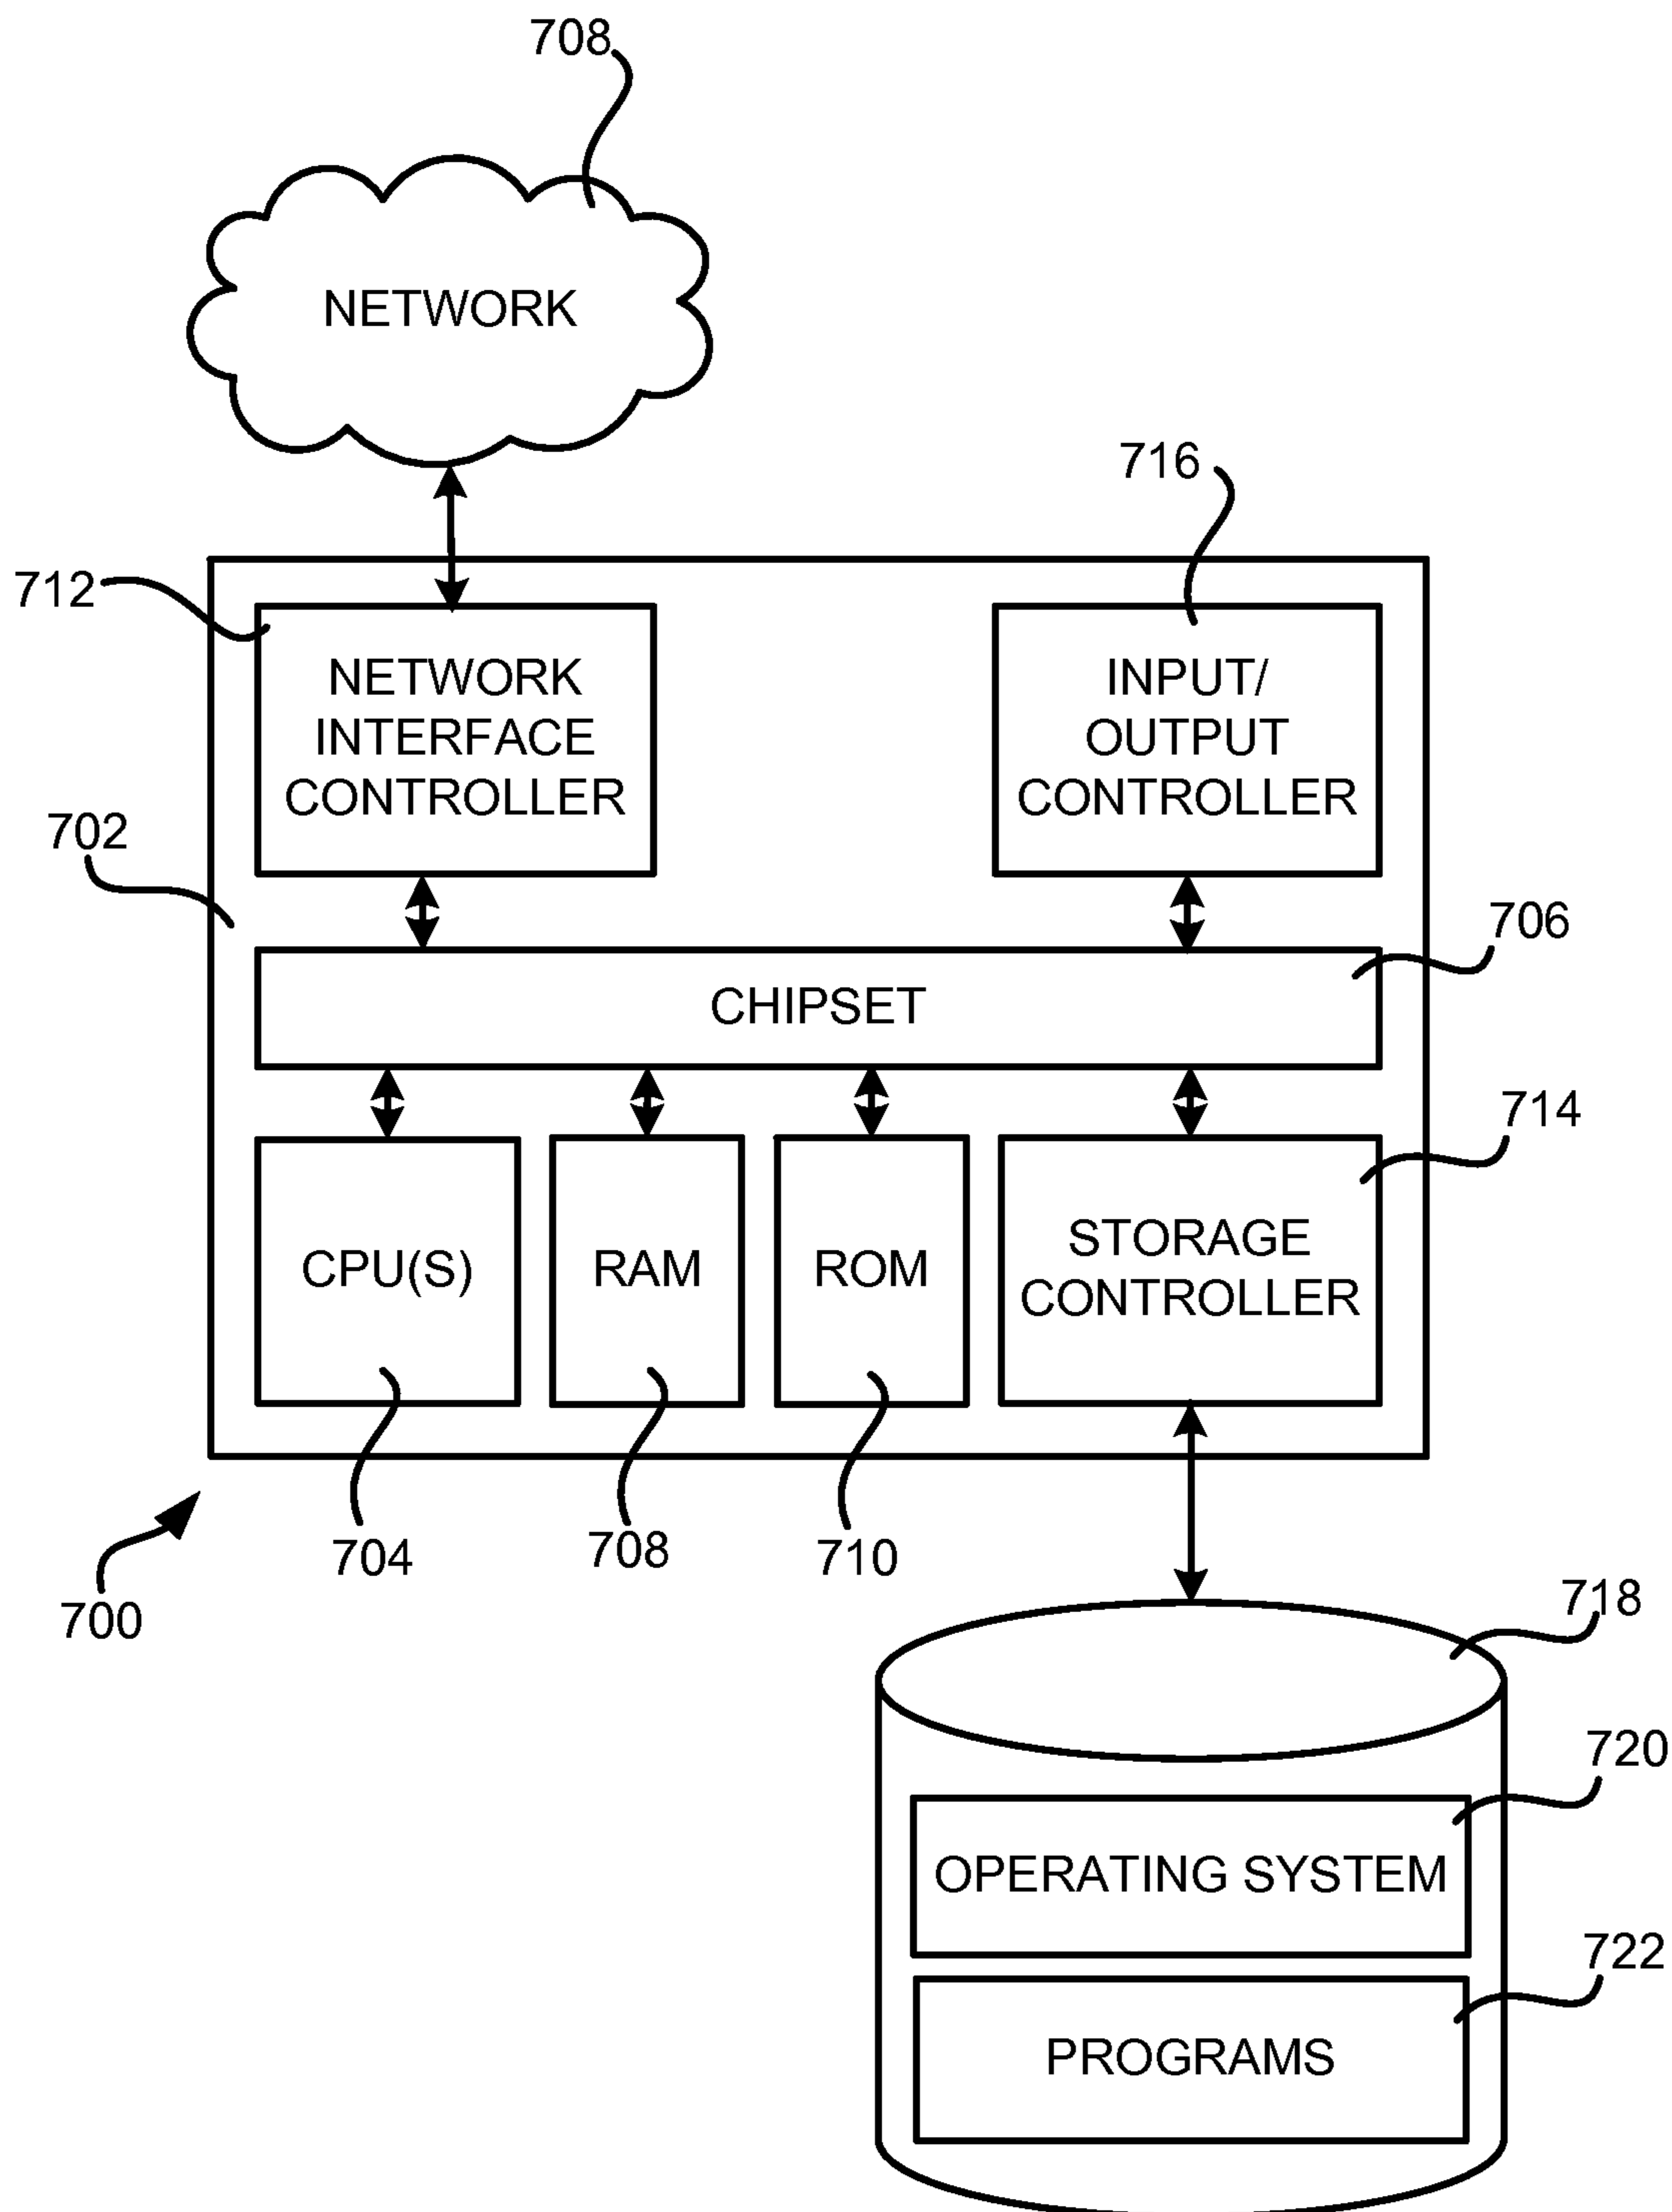 708
NETWORK
716
712
NETWORK
INTERFACE
CONTROLLER
INPUT/
OUTPUT
CONTROLLER
702
706
CHIPSET
714
CPU(S)
RAM
ROM
STORAGE
CONTROLLER
704
708
710
700
718
720
OPERATING SYSTEM
722
PROGRAMS